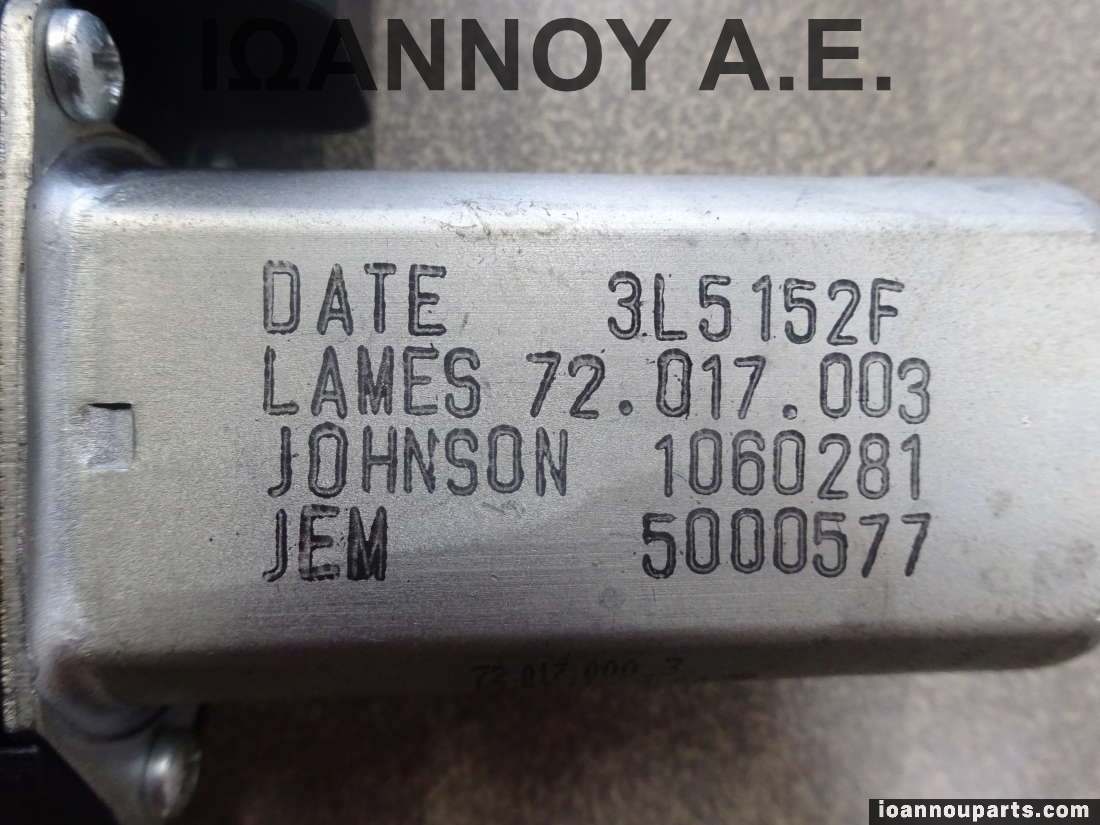 ΙΩΑΝΝΟΥ Α.Ε.
DATE 3L5152F
LAMES 72.017.003
JOHNSON 1060281
JEM 5000577
ioannouparts.com